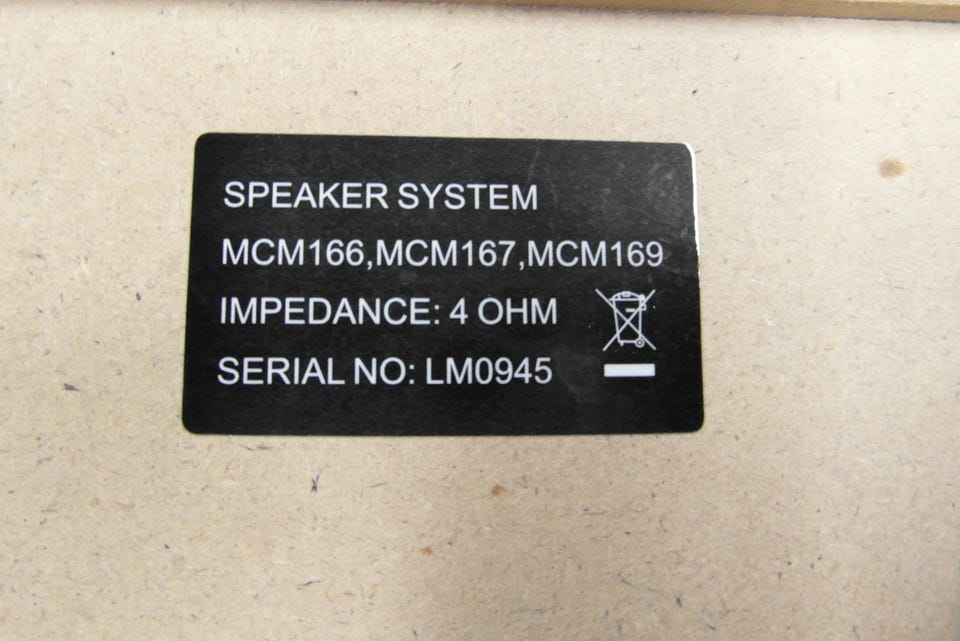 SPEAKER SYSTEM
MCM166,MCM167,MCM169
IMPEDANCE: 4 OHM
SERIAL NO: LM0945